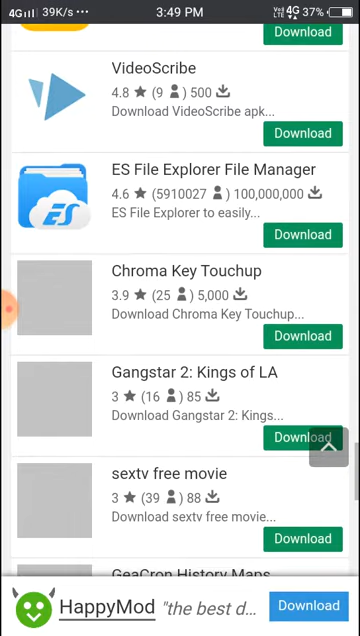 4G 39K/s ••• 3:49 PM VoLTE 4G 37%
Download
VideoScribe
4.8 ★ (9 ) 500
Download VideoScribe apk...
Download
ES File Explorer File Manager
4.6 ★ (5910027 ) 100,000,000
ES
ES File Explorer to easily...
Download
Chroma Key Touchup
3.9 ★ (25 ) 5,000
Download Chroma Key Touchup...
Download
Gangstar 2: Kings of LA
3 ★ (16 ) 85
Download Gangstar 2: Kings...
Download
sextv free movie
3 ★ (39 ) 88
Download sextv free movie...
Download
GeaCron History Maps
HappyMod "the best d... Download